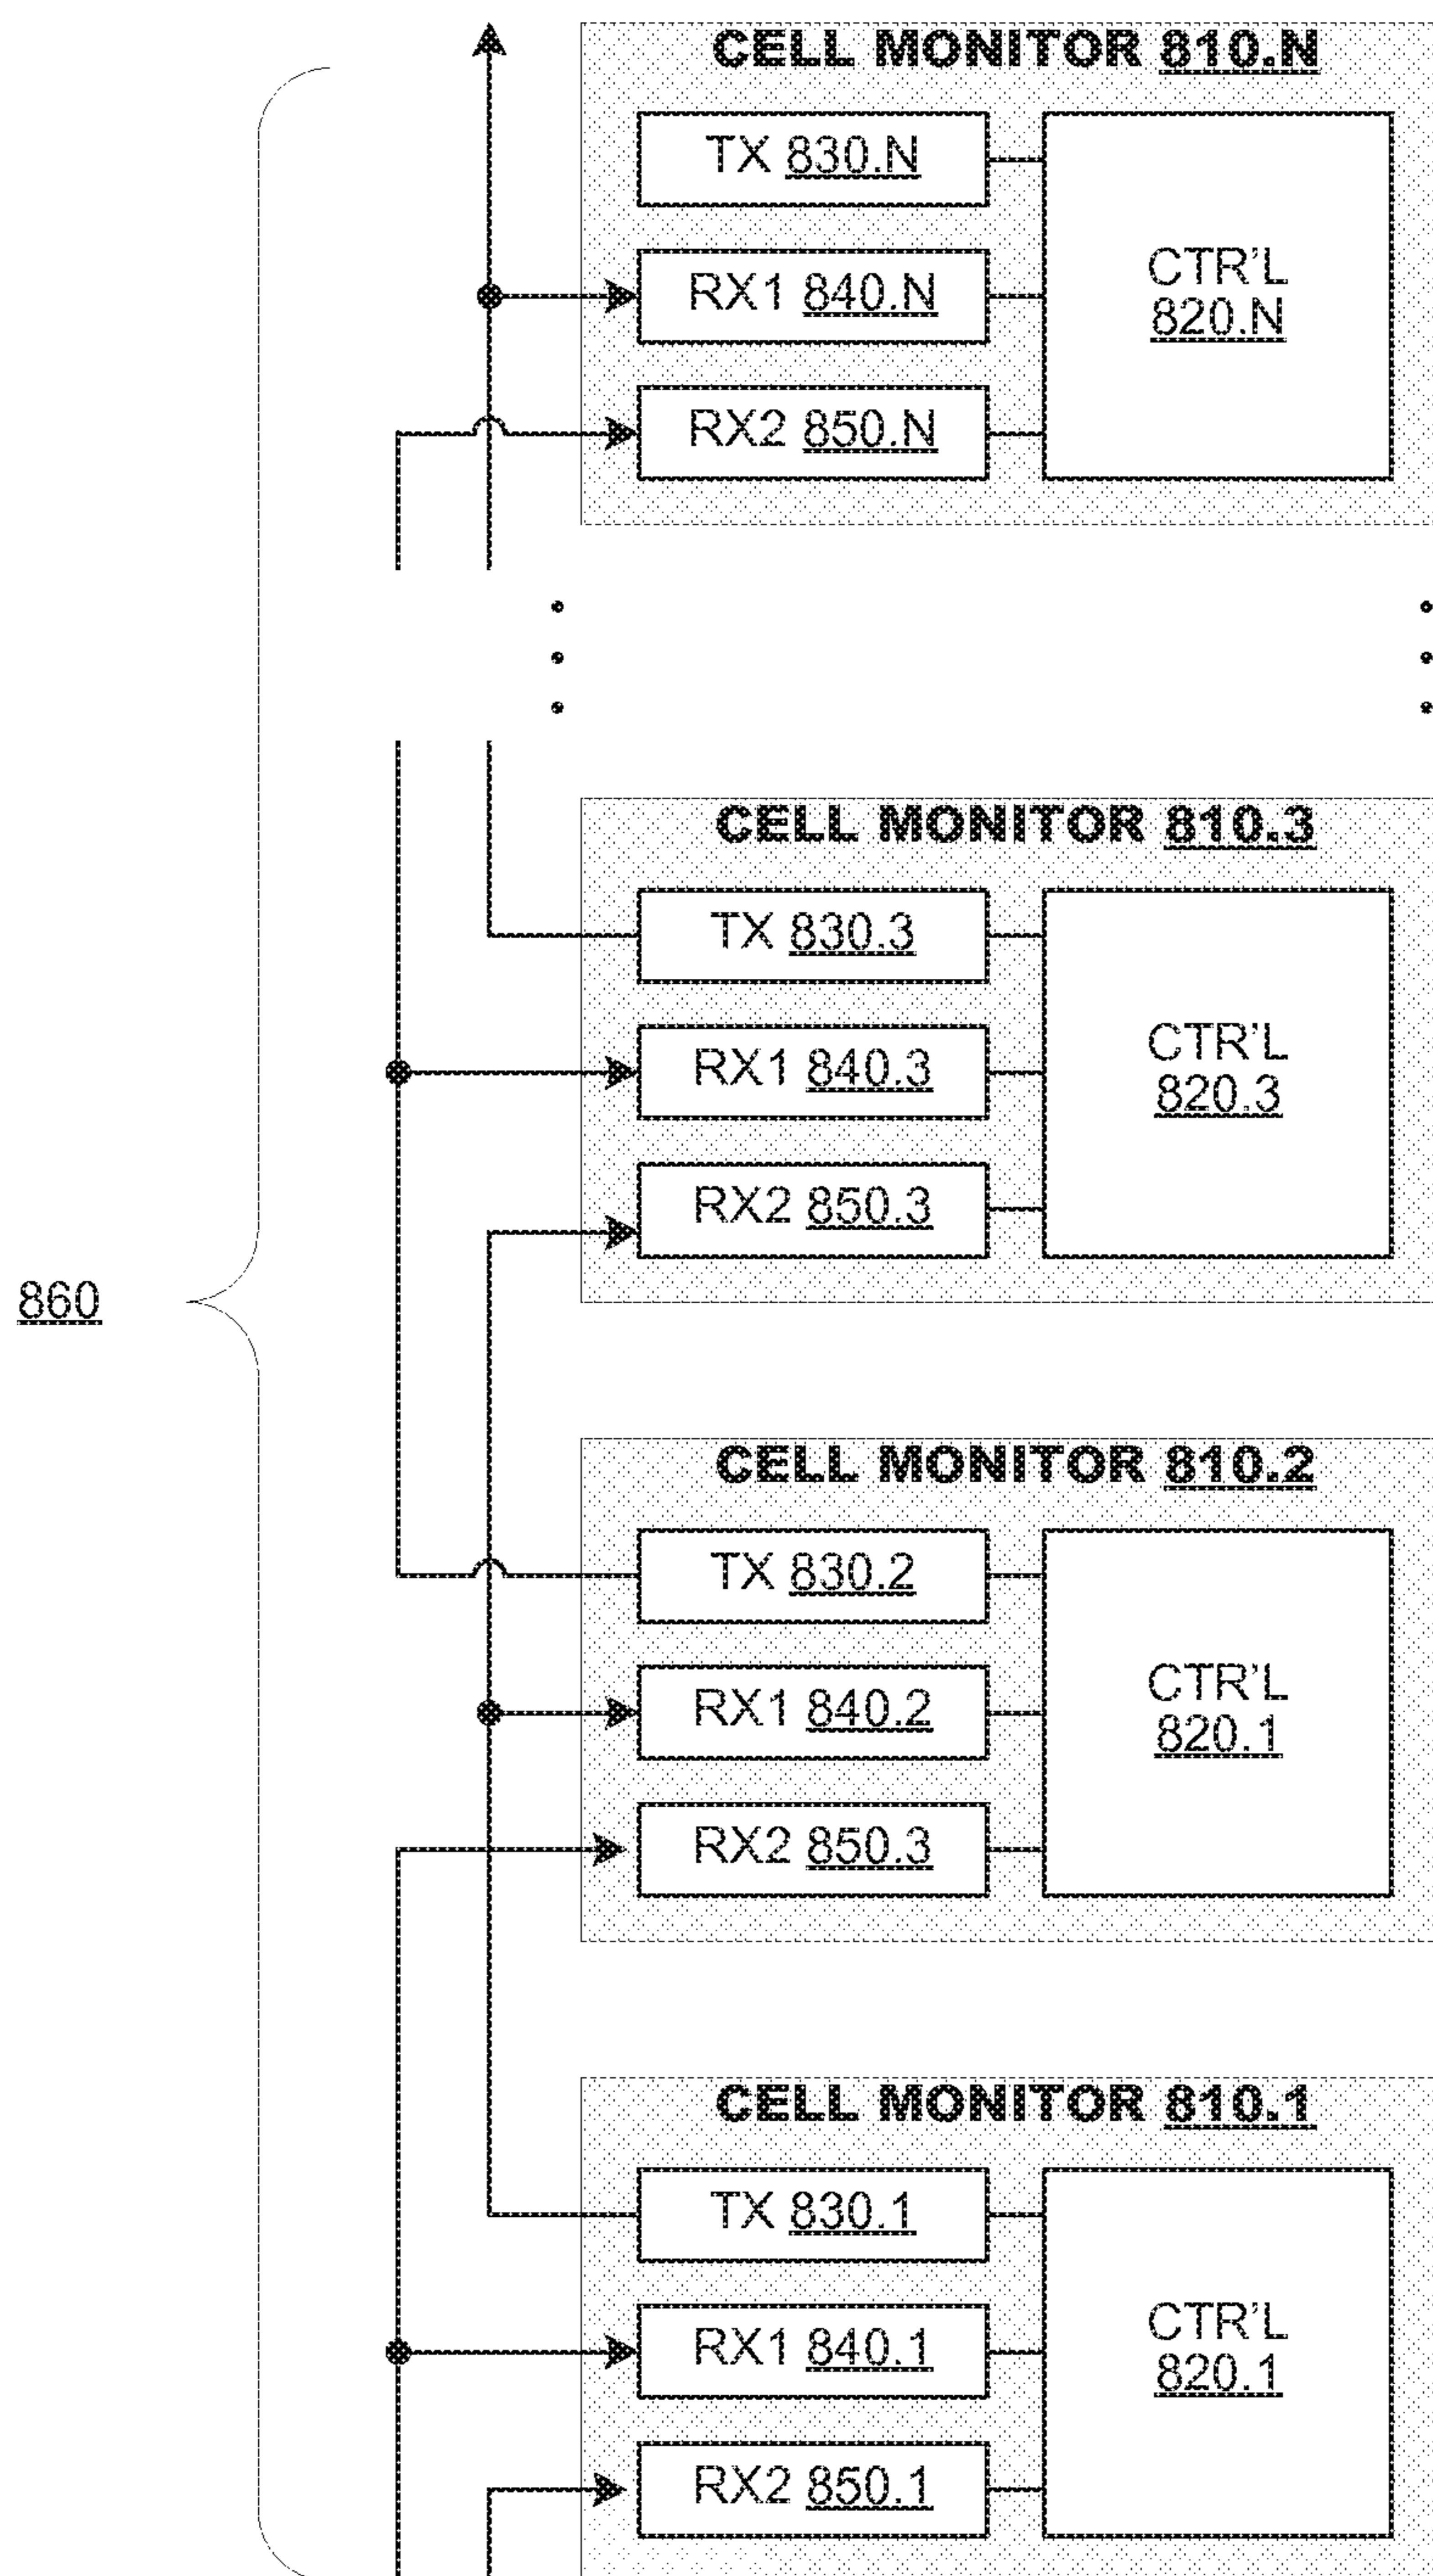 CELL MONITOR 810.N
TX 830.N
RX1 840.N
RX2 850.N
CTR'L
820.N
CELL MONITOR 810.3
TX 830.3
RX1 840.3
RX2 850.3
CTR'L
820.3
860
CELL MONITOR 810.2
TX 830.2
RX1 840.2
RX2 850.3
CTR'L
820.1
CELL MONITOR 810.1
TX 830.1
RX1 840.1
RX2 850.1
CTR'L
820.1